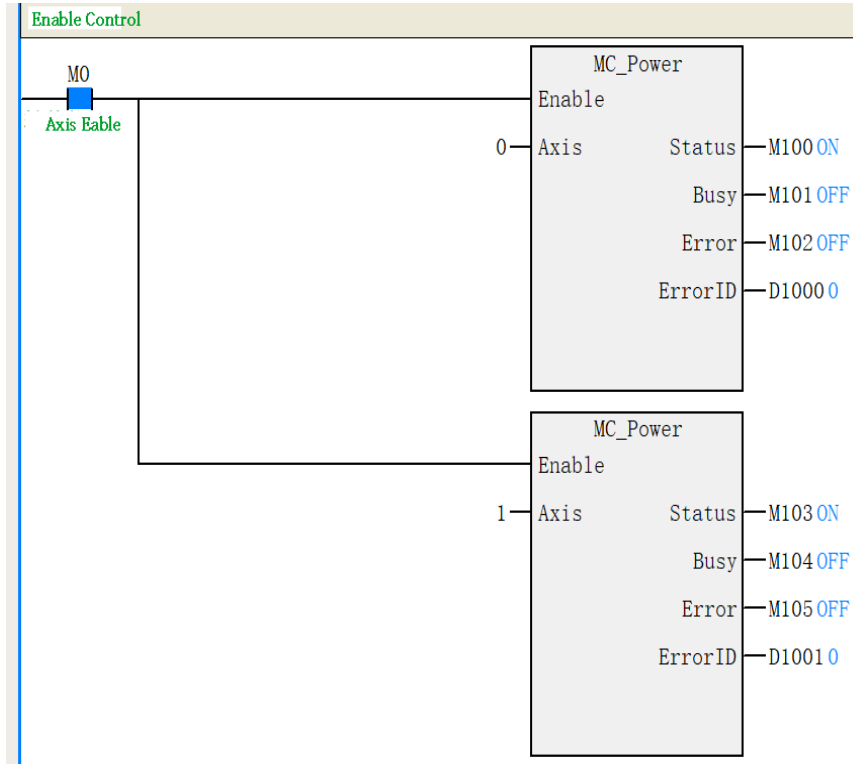 Enable Control
M0
Axis Eable
MC_Power
Enable
0 Axis Status M100 ON
Busy M101 OFF
Error M102 OFF
ErrorID D1000 0
MC_Power
Enable
1 Axis Status M103 ON
Busy M104 OFF
Error M105 OFF
ErrorID D1001 0